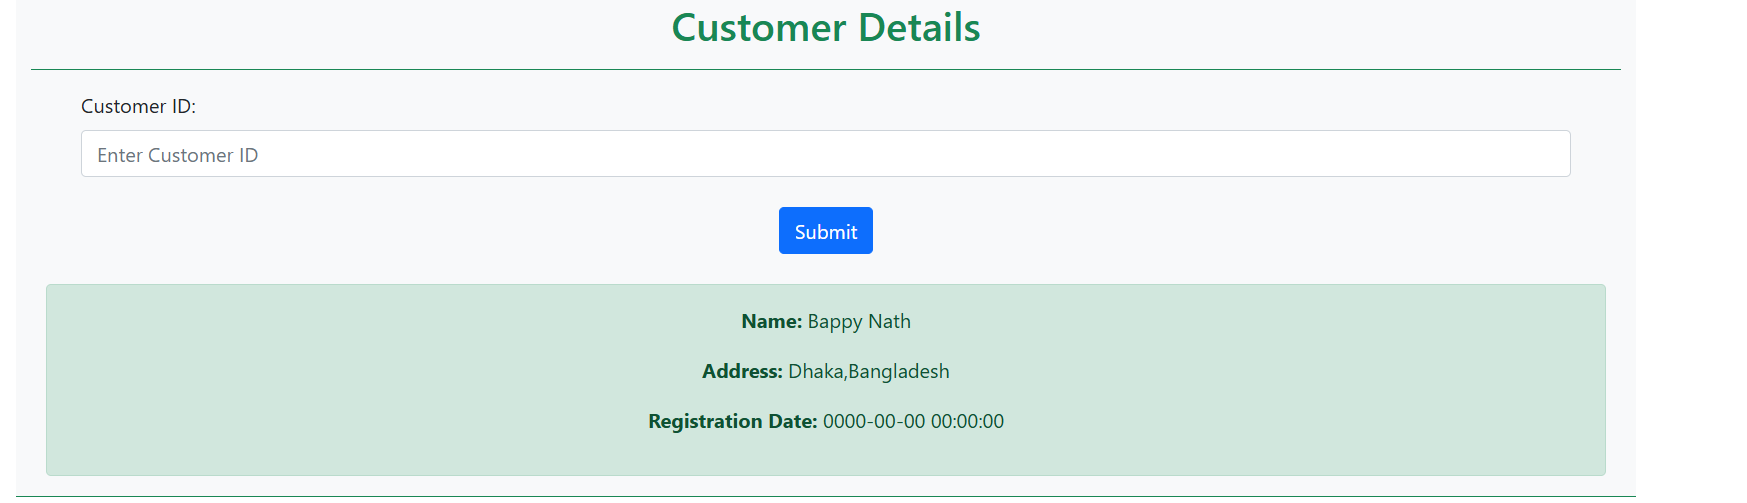 Customer Details
Customer ID:
Enter Customer ID
Submit
Name: Bappy Nath
Address: Dhaka,Bangladesh
Registration Date: 0000-00-00 00:00:00